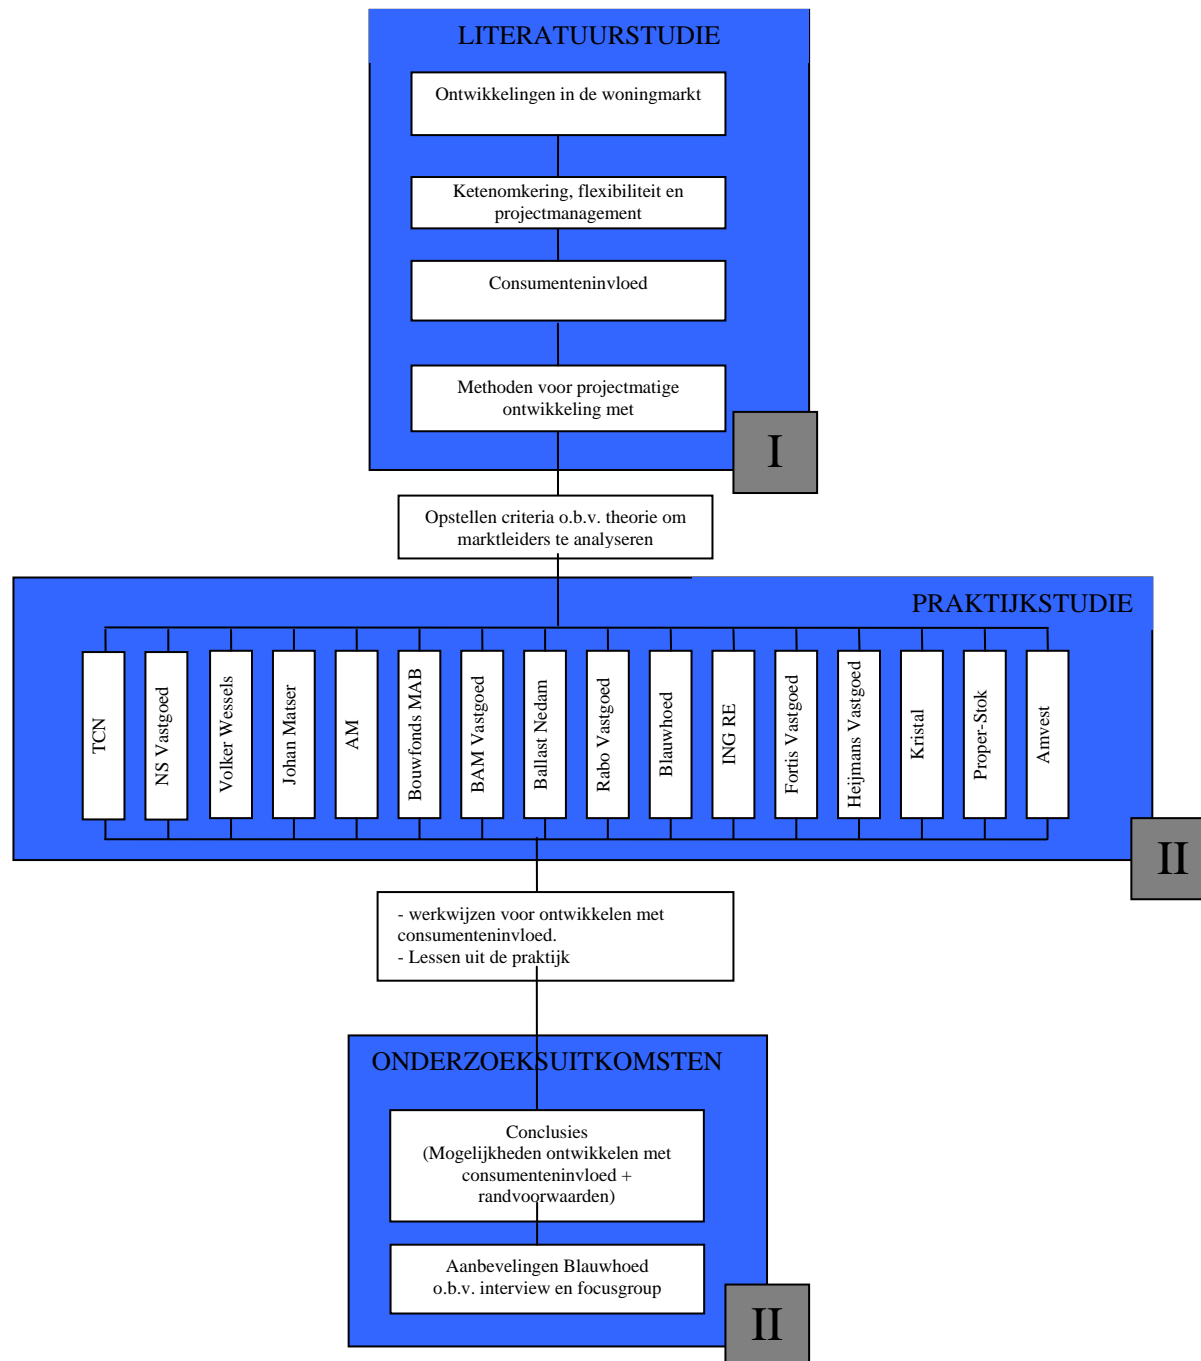 LITERATUURSTUDIE
Ontwikkelingen in de woningmarkt
Ketenomkering, flexibiliteit en
projectmanagement
Consumenteninvloed
Methoden voor projectmatige
ontwikkeling met
I
Opstellen criteria o.b.v. theorie om
marktleiders te analyseren
PRAKTIJKSTUDIE
TCN
NS Vastgoed
Volker Wessels
Johan Matser
AM
Bouwfonds MAB
BAM Vastgoed
Ballast Nedam
Rabo Vastgoed
Blauwhoed
ING RE
Fortis Vastgoed
Heijmans Vastgoed
Kristal
Proper-Stok
Amvest
II
- werkwijzen voor ontwikkelen met
consumenteninvloed.
- Lessen uit de praktijk
ONDERZOEKSUITKOMSTEN
Conclusies
(Mogelijkheden ontwikkelen met
consumenteninvloed +
randvoorwaarden)
Aanbevelingen Blauwhoed
o.b.v. interview en focusgroup
II